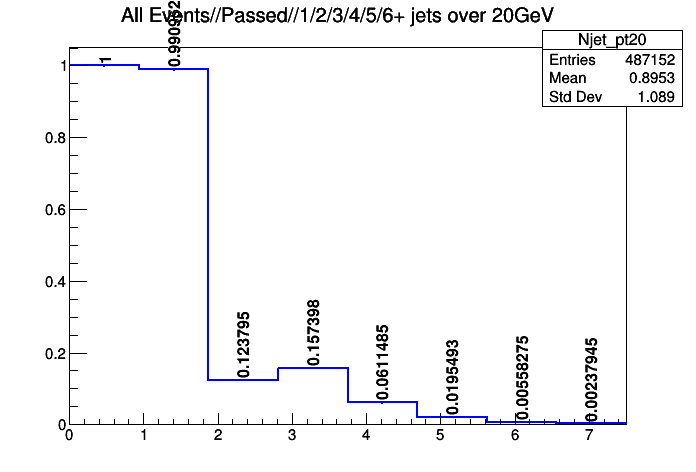 All Events//Passed//1/2/3/4/5/6+ jets over 20GeV
Njet_pt20
Entries 487152
Mean 0.8953
Std Dev 1.089
1
0.123795
0.157398
0.0611485
0.0195493
0.00558275
0.00237945
1
0.8
0.6
0.4
0.2
0
0 1 2 3 4 5 6 7